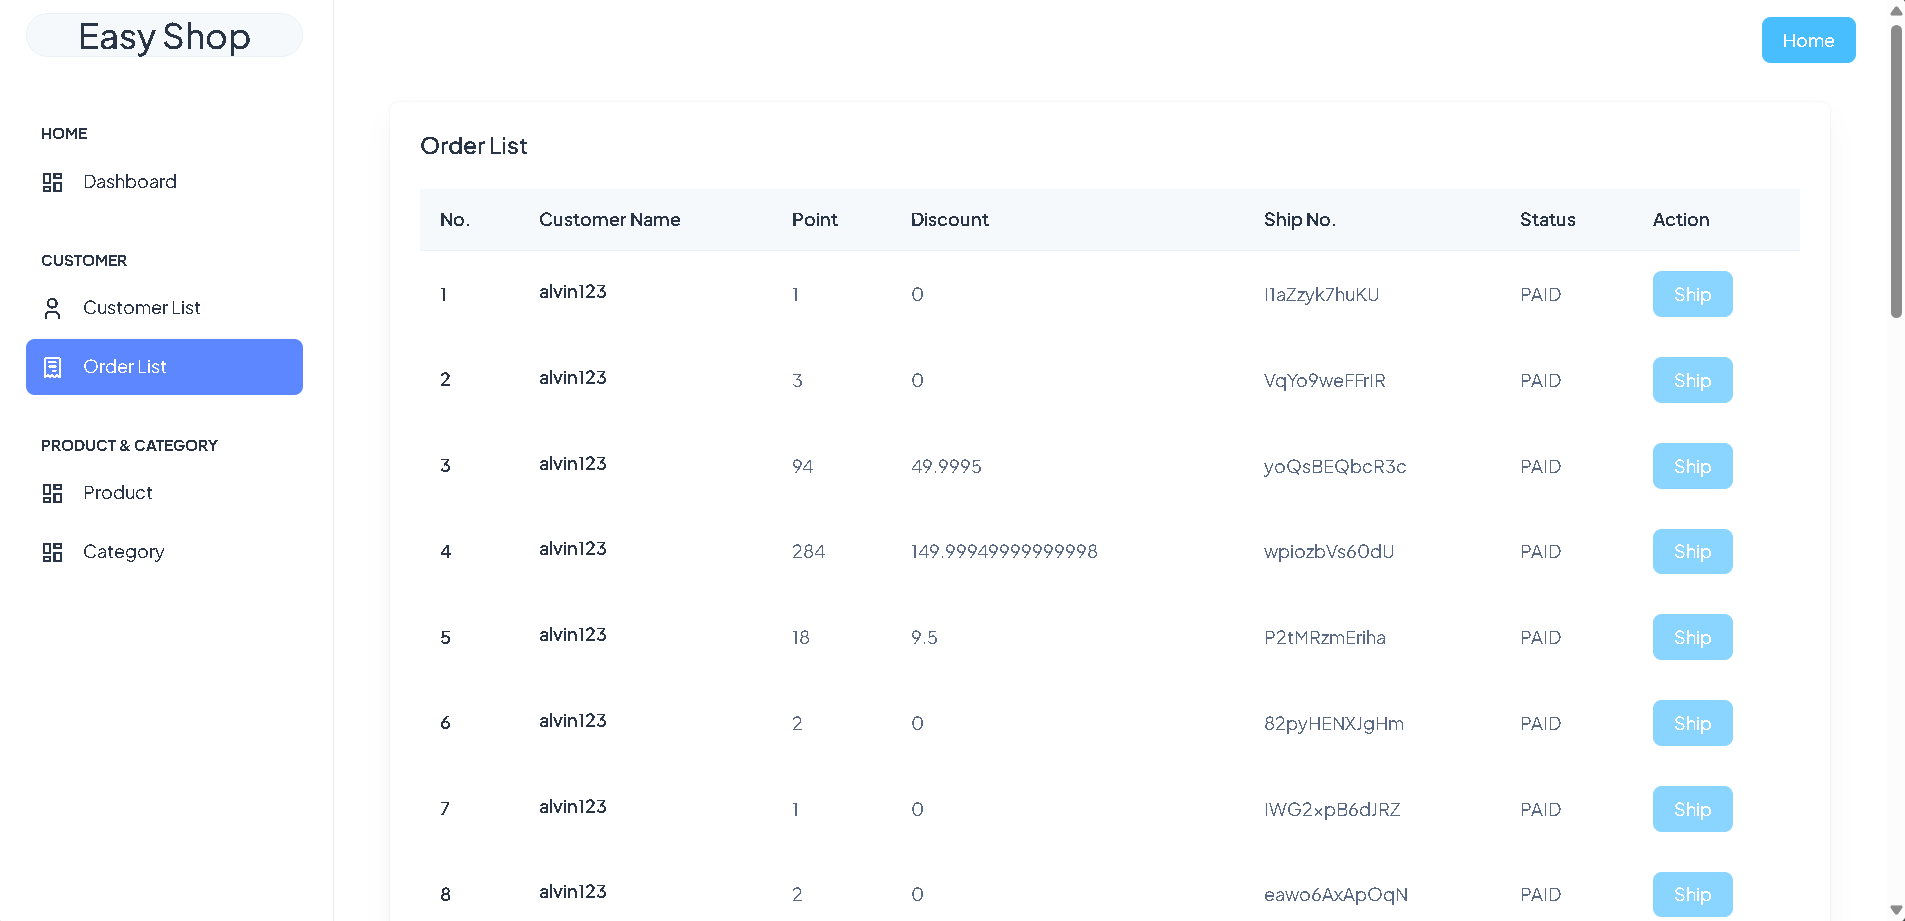 Easy Shop
Home
HOME
Dashboard
CUSTOMER
Customer List
Order List
PRODUCT & CATEGORY
Product
Category
Order List
No. Customer Name Point Discount Ship No. Status Action
1 alvin123 1 0 I1aZzyk7huKU PAID Ship
2 alvin123 3 0 VqYo9weFFrIR PAID Ship
3 alvin123 94 49.9995 yoQsBEQbcR3c PAID Ship
4 alvin123 284 149.99949999999998 wpiozbVs60dU PAID Ship
5 alvin123 18 9.5 P2tMRzmEriha PAID Ship
6 alvin123 2 0 82pyHENXJgHm PAID Ship
7 alvin123 1 0 IWG2xpB6dJRZ PAID Ship
8 alvin123 2 0 eawo6AxApOqN PAID Ship